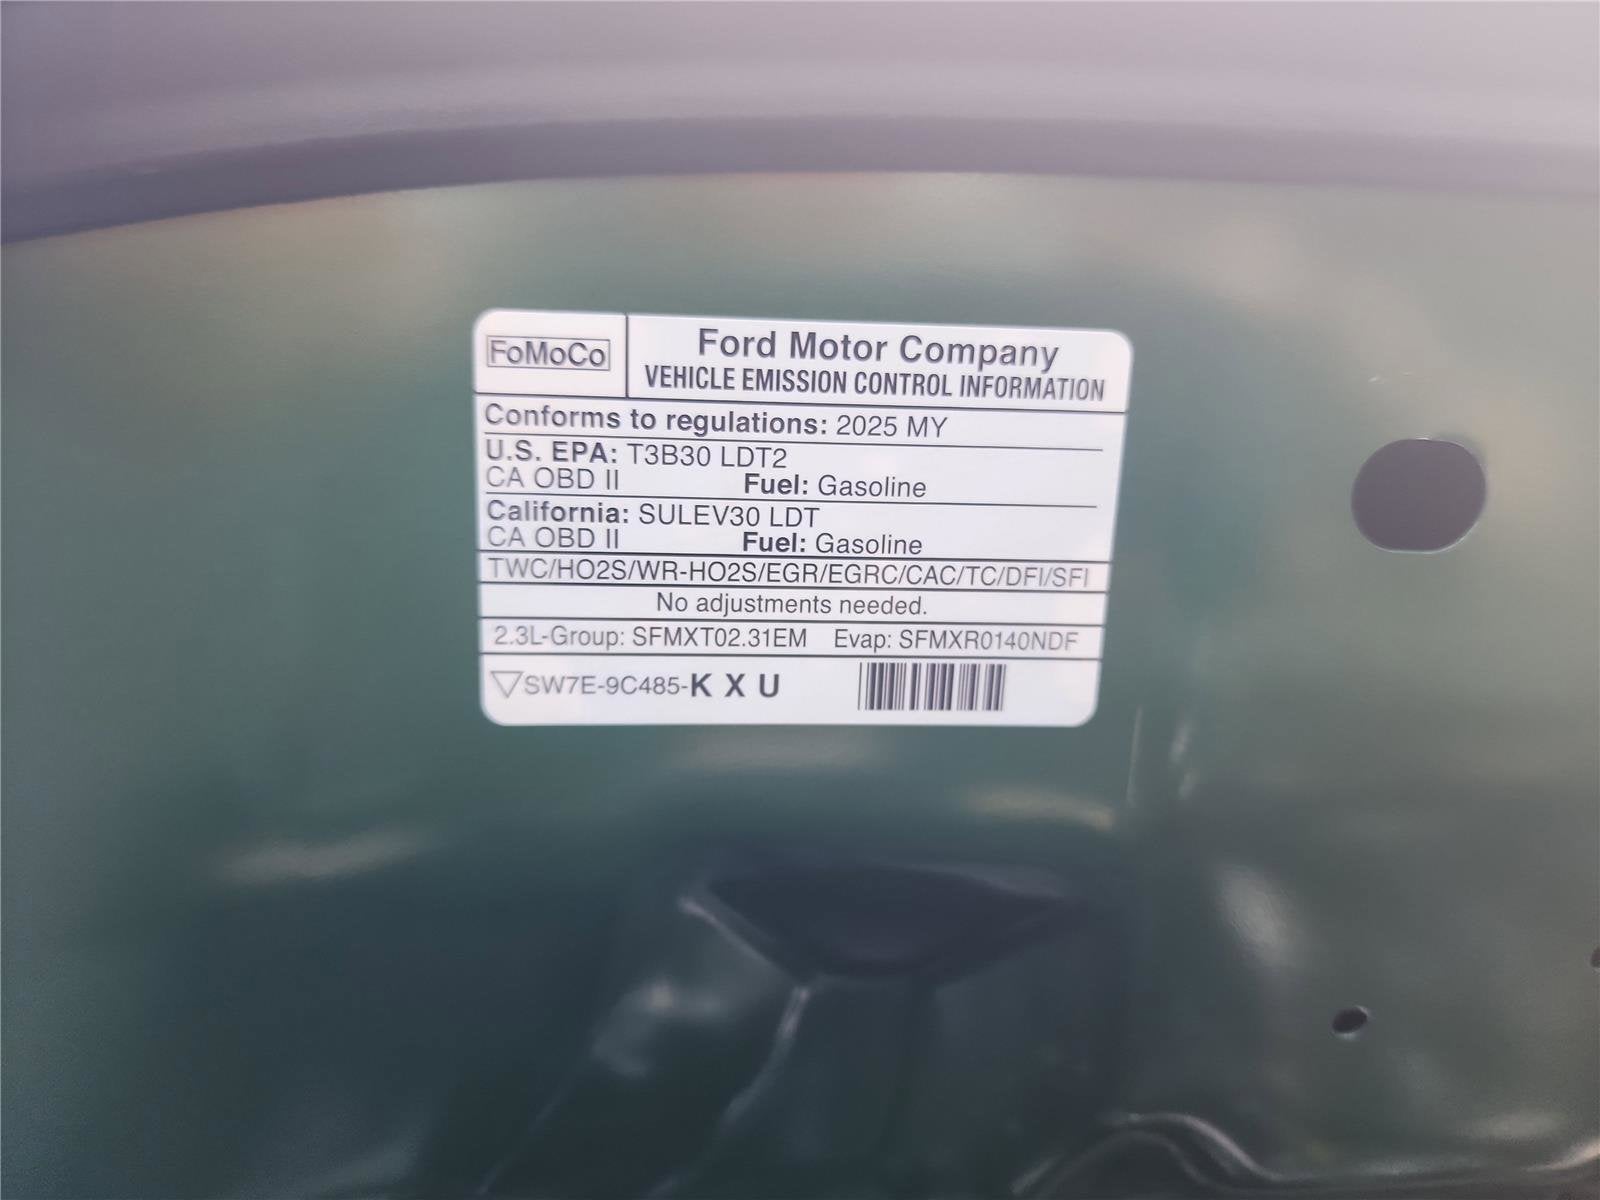 FoMoCo
Ford Motor Company
VEHICLE EMISSION CONTROL INFORMATION
Conforms to regulations: 2025 MY
U.S. EPA: T3B30 LDT2
CA OBD II Fuel: Gasoline
California: SULEV30 LDT
CA OBD II Fuel: Gasoline
TWC/HO2S/WR-HO2S/EGR/EGRC/CAC/TC/DFI/SFI
No adjustments needed.
2.3L-Group: SFMXT02.31EM Evap: SFMXR0140NDF
SW7E-9C485-K X U